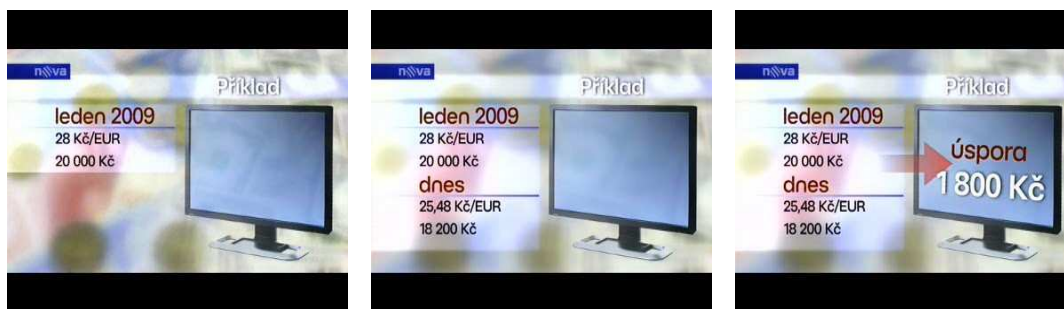 nova
Příklad
leden 2009
28 Kč/EUR
20 000 Kč
nova
Příklad
leden 2009
28 Kč/EUR
20 000 Kč
dnes
25,48 Kč/EUR
18 200 Kč
nova
Příklad
leden 2009
28 Kč/EUR
20 000 Kč
dnes
25,48 Kč/EUR
18 200 Kč
úspora
1 800 Kč